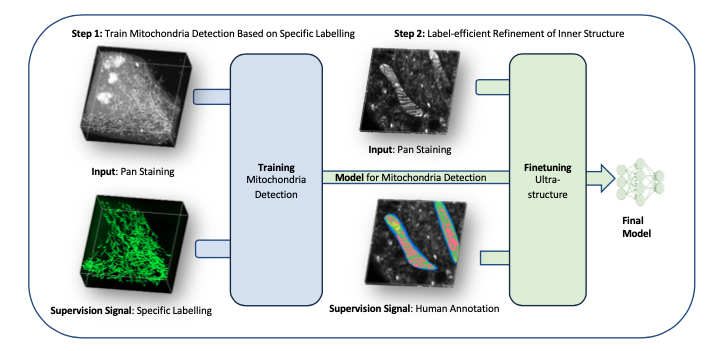 Step 1: Train Mitochondria Detection Based on Specific Labelling
Step 2: Label-efficient Refinement of Inner Structure
Input: Pan Staining
Input: Pan Staining
Training
Mitochondria
Detection
Model for Mitochondria Detection
Finetuning
Ultra-
structure
Final
Model
Supervision Signal: Specific Labelling
Supervision Signal: Human Annotation